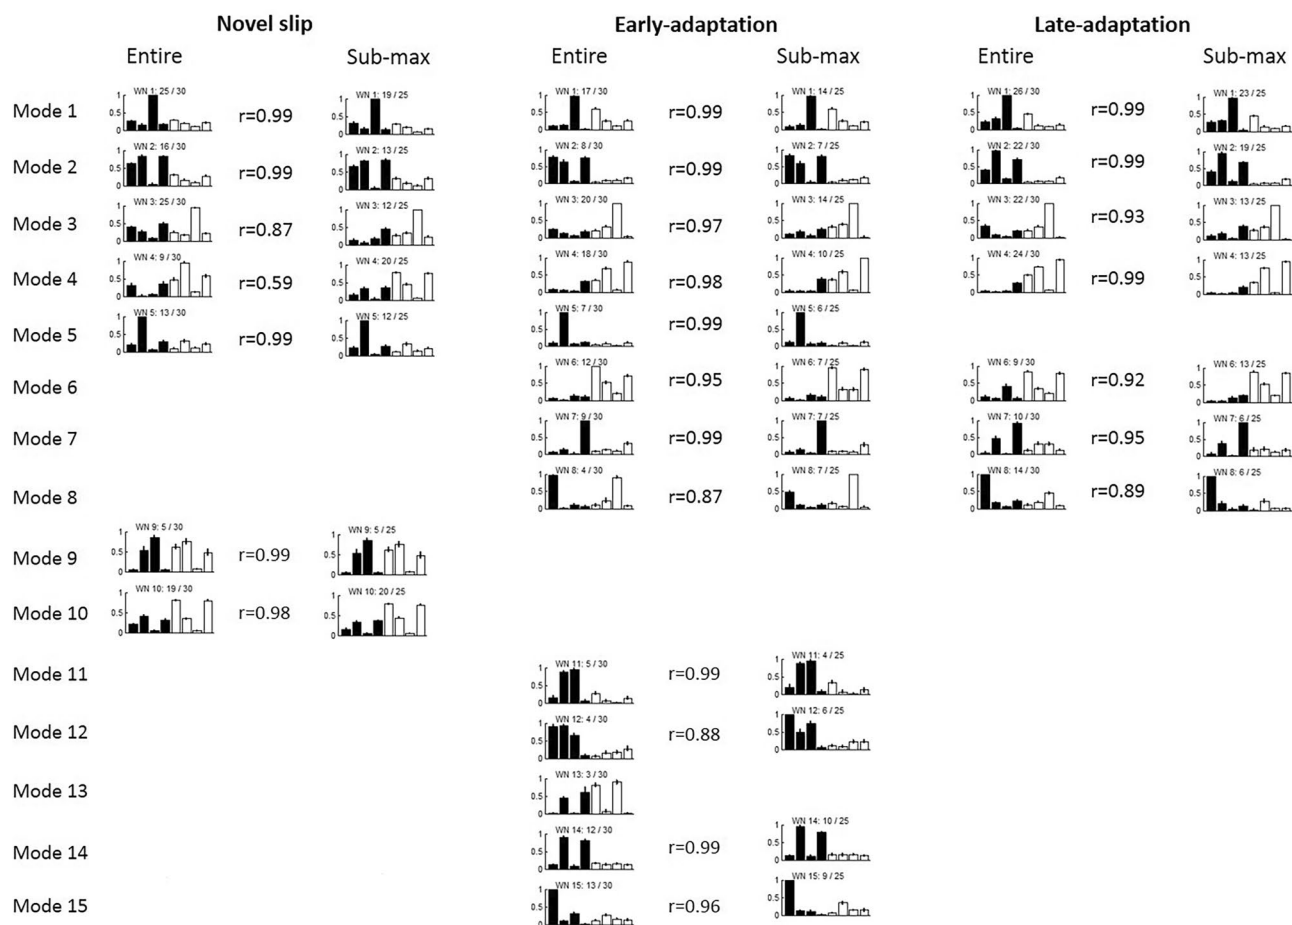 Novel slip Early-adaptation Late-adaptation
Entire Sub-max Entire Sub-max Entire Sub-max
Mode 1 WN 1: 25 / 30 r=0.99 WN 1: 19 / 25 WN 1: 17 / 30 r=0.99 WN 1: 14 / 25 WN 1: 26 / 30 r=0.99 WN 1: 23 / 25
Mode 2 WN 2: 16 / 30 r=0.99 WN 2: 13 / 25 WN 2: 8 / 30 r=0.99 WN 2: 7 / 25 WN 2: 22 / 30 r=0.99 WN 2: 19 / 25
Mode 3 WN 3: 25 / 30 r=0.87 WN 3: 12 / 25 WN 3: 20 / 30 r=0.97 WN 3: 14 / 25 WN 3: 22 / 30 r=0.93 WN 3: 13 / 25
Mode 4 WN 4: 9 / 30 r=0.59 WN 4: 20 / 25 WN 4: 18 / 30 r=0.98 WN 4: 10 / 25 WN 4: 24 / 30 r=0.99 WN 4: 13 / 25
Mode 5 WN 5: 13 / 30 r=0.99 WN 5: 12 / 25 WN 5: 7 / 30 r=0.99 WN 5: 6 / 25
Mode 6 WN 6: 12 / 30 r=0.95 WN 6: 7 / 25 WN 6: 9 / 30 r=0.92 WN 6: 13 / 25
Mode 7 WN 7: 9 / 30 r=0.99 WN 7: 7 / 25 WN 7: 10 / 30 r=0.95 WN 7: 6 / 25
Mode 8 WN 8: 4 / 30 r=0.87 WN 8: 7 / 25 WN 8: 14 / 30 r=0.89 WN 8: 6 / 25
Mode 9 WN 9: 5 / 30 r=0.99 WN 9: 5 / 25
Mode 10 WN 10: 19 / 30 r=0.98 WN 10: 20 / 25
Mode 11 WN 11: 5 / 30 r=0.99 WN 11: 4 / 25
Mode 12 WN 12: 4 / 30 r=0.88 WN 12: 6 / 25
Mode 13 WN 13: 3 / 30
Mode 14 WN 14: 12 / 30 r=0.99 WN 14: 10 / 25
Mode 15 WN 15: 13 / 30 r=0.96 WN 15: 9 / 25